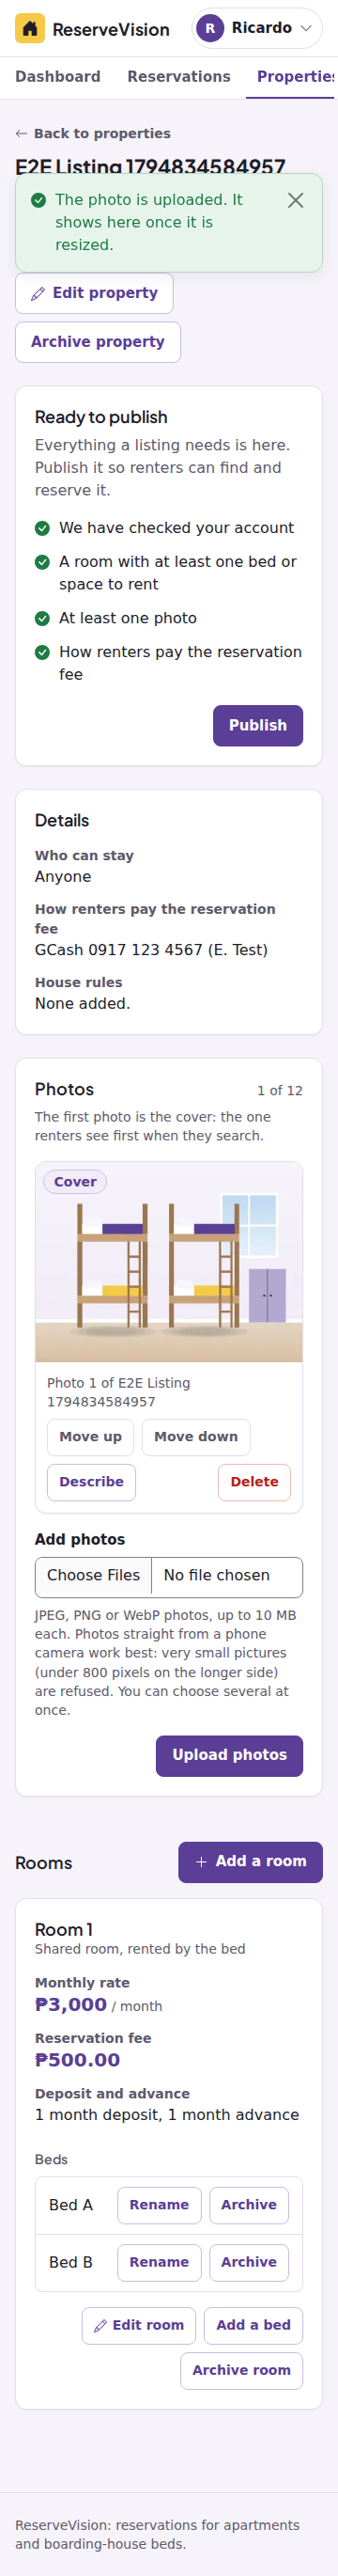 ReserveVision
R Ricardo
Dashboard Reservations Properties
← Back to properties
E2E Listing 1794834584957
The photo is uploaded. It
shows here once it is
resized.
Edit property
Archive property
Ready to publish
Everything a listing needs is here.
Publish it so renters can find and
reserve it.
We have checked your account
A room with at least one bed or
space to rent
At least one photo
How renters pay the reservation
fee
Publish
Details
Who can stay
Anyone
How renters pay the reservation
fee
GCash 0917 123 4567 (E. Test)
House rules
None added.
Photos
1 of 12
The first photo is the cover: the one
renters see first when they search.
Cover
Photo 1 of E2E Listing
1794834584957
Move up Move down
Describe Delete
Add photos
Choose Files No file chosen
JPEG, PNG or WebP photos, up to 10 MB
each. Photos straight from a phone
camera work best: very small pictures
(under 800 pixels on the longer side)
are refused. You can choose several at
once.
Upload photos
Rooms
+ Add a room
Room 1
Shared room, rented by the bed
Monthly rate
₱3,000 / month
Reservation fee
₱500.00
Deposit and advance
1 month deposit, 1 month advance
Beds
Bed A Rename Archive
Bed B Rename Archive
Edit room Add a bed
Archive room
ReserveVision: reservations for apartments
and boarding-house beds.